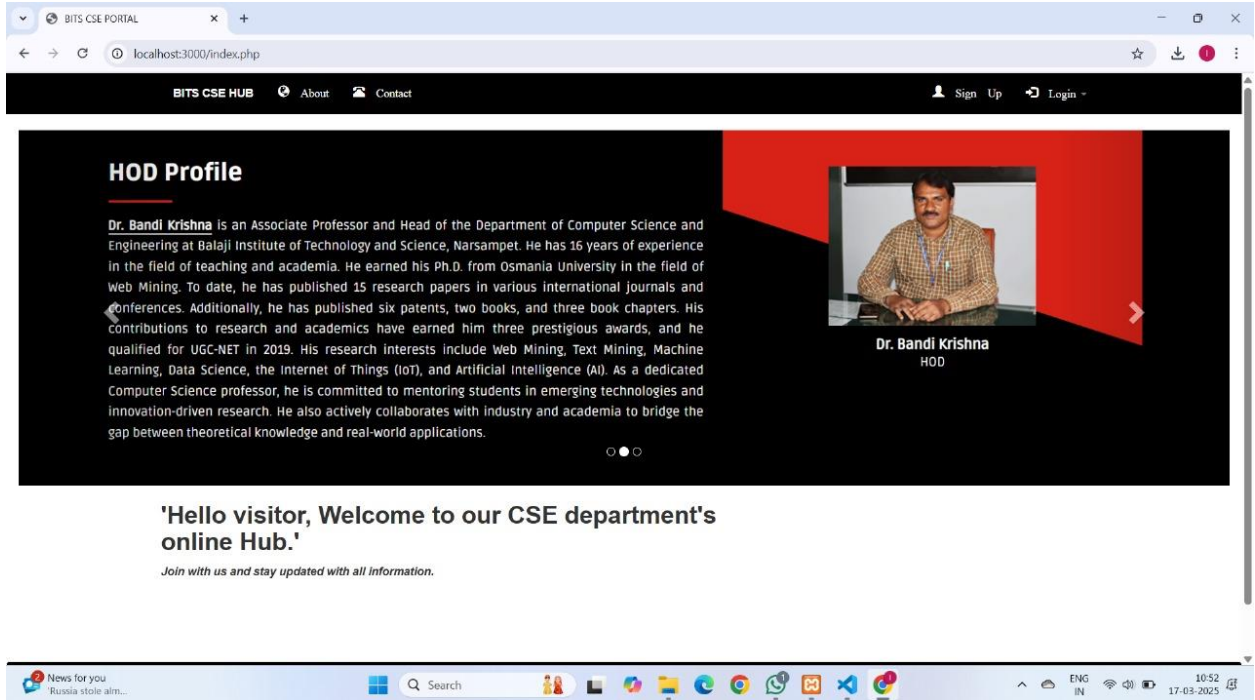 BITS CSE PORTAL
localhost:3000/index.php
BITS CSE HUB About Contact Sign Up Login
HOD Profile
Dr. Bandi Krishna is an Associate Professor and Head of the Department of Computer Science and
Engineering at Balaji Institute of Technology and Science, Narsampet. He has 16 years of experience
in the field of teaching and academia. He earned his Ph.D. from Osmania University in the field of
Web Mining. To date, he has published 15 research papers in various international journals and
conferences. Additionally, he has published six patents, two books, and three book chapters. His
contributions to research and academics have earned him three prestigious awards, and he
qualified for UGC-NET in 2019. His research interests include Web Mining, Text Mining, Machine
Learning, Data Science, the Internet of Things (IoT), and Artificial Intelligence (AI). As a dedicated
Computer Science professor, he is committed to mentoring students in emerging technologies and
innovation-driven research. He also actively collaborates with industry and academia to bridge the
gap between theoretical knowledge and real-world applications.
Dr. Bandi Krishna
HOD
'Hello visitor, Welcome to our CSE department's
online Hub.'
Join with us and stay updated with all information.
News for you
'Russia stole alm...
Search
ENG
IN
10:52
17-03-2025